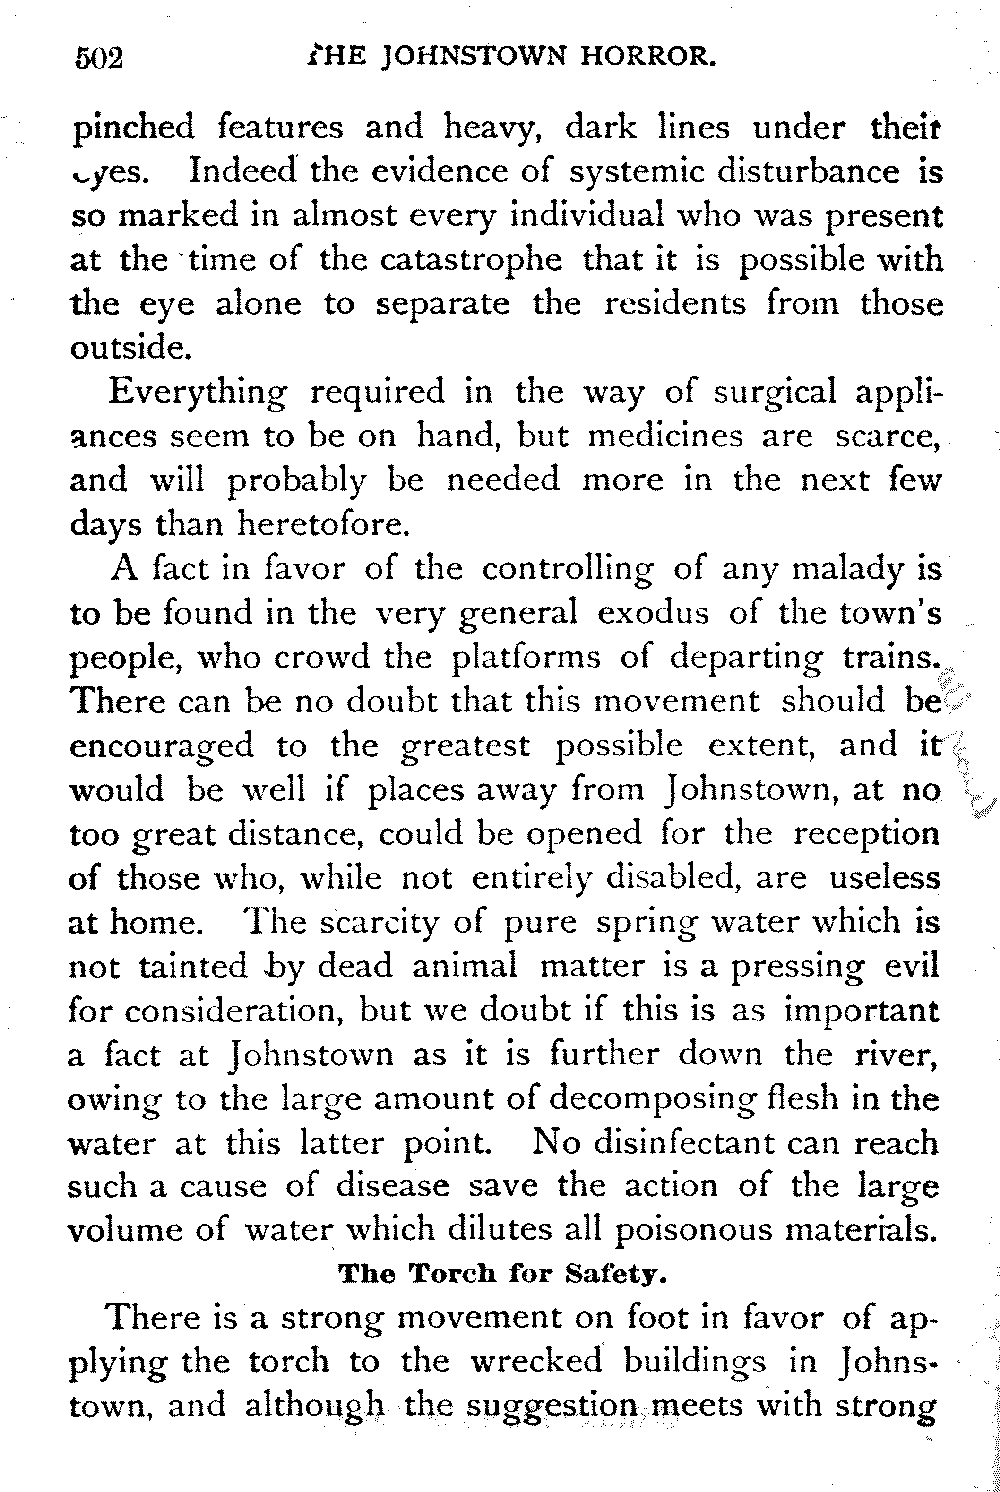 502 THE JOHNSTOWN HORROR.
pinched features and heavy, dark lines under their
eyes. Indeed the evidence of systemic disturbance is
so marked in almost every individual who was present
at the time of the catastrophe that it is possible with
the eye alone to separate the residents from those
outside.
Everything required in the way of surgical appli-
ances seem to be on hand, but medicines are scarce,
and will probably be needed more in the next few
days than heretofore.
A fact in favor of the controlling of any malady is
to be found in the very general exodus of the town's
people, who crowd the platforms of departing trains.
There can be no doubt that this movement should be
encouraged to the greatest possible extent, and it
would be well if places away from Johnstown, at no
too great distance, could be opened for the reception
of those who, while not entirely disabled, are useless
at home. The scarcity of pure spring water which is
not tainted by dead animal matter is a pressing evil
for consideration, but we doubt if this is as important
a fact at Johnstown as it is further down the river,
owing to the large amount of decomposing flesh in the
water at this latter point. No disinfectant can reach
such a cause of disease save the action of the large
volume of water which dilutes all poisonous materials.
The Torch for Safety.
There is a strong movement on foot in favor of ap-
plying the torch to the wrecked buildings in Johns-
town, and although the suggestion meets with strong